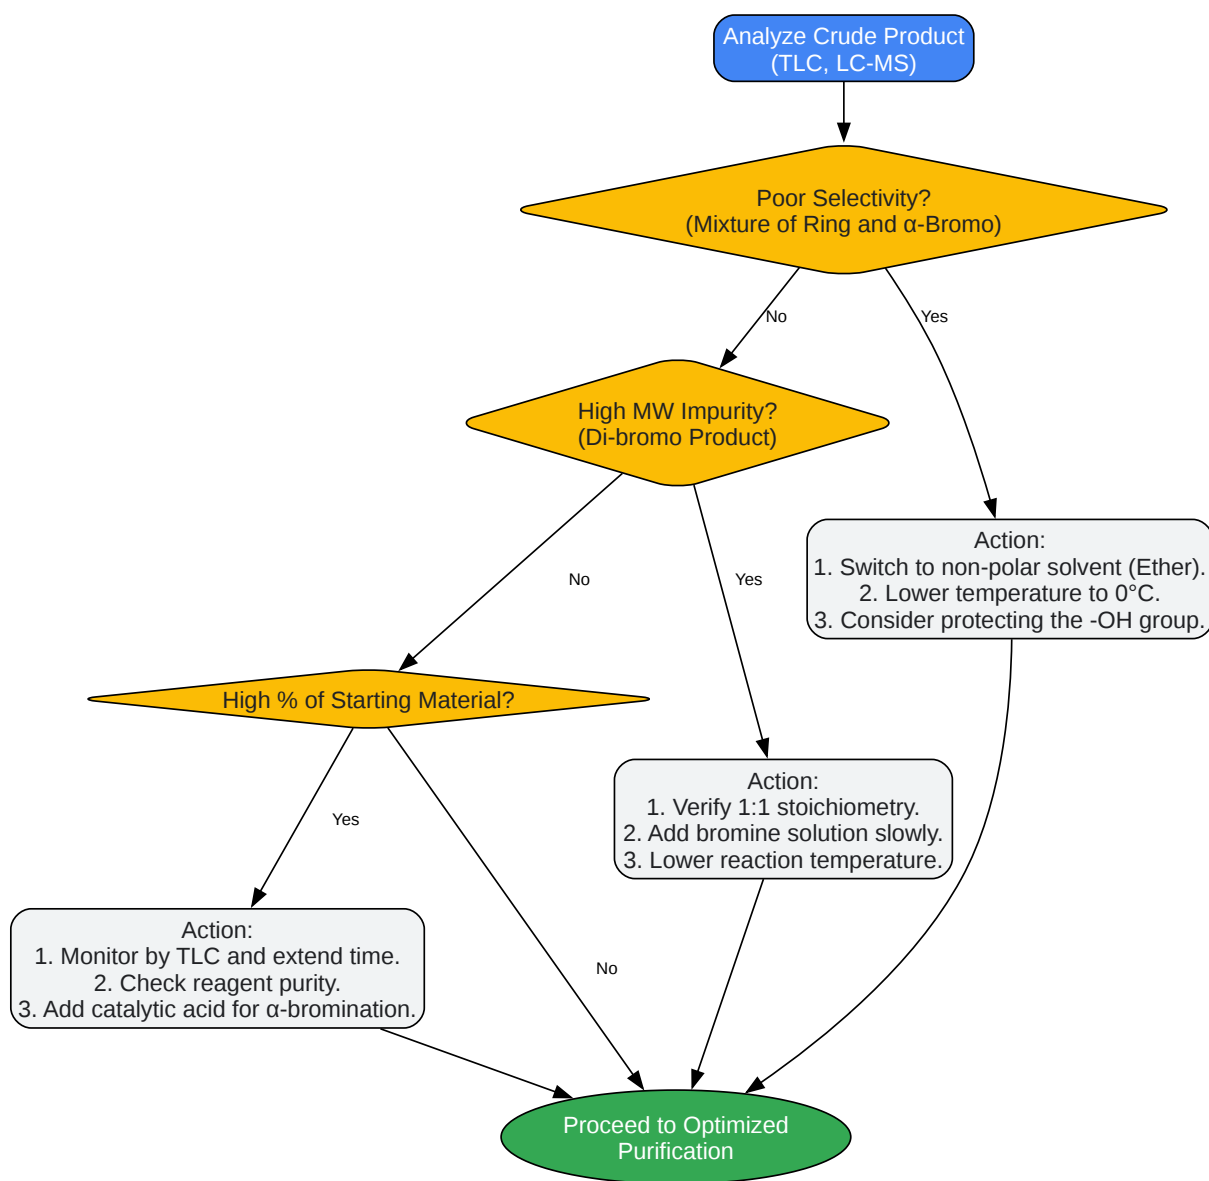 Analyze Crude Product
(TLC, LC-MS)
Poor Selectivity?
(Mixture of Ring and α-Bromo)
No
Yes
High MW Impurity?
(Di-bromo Product)
Action:
1. Switch to non-polar solvent (Ether).
2. Lower temperature to 0°C.
3. Consider protecting the -OH group.
No
Yes
High % of Starting Material?
Action:
1. Verify 1:1 stoichiometry.
2. Add bromine solution slowly.
3. Lower reaction temperature.
Yes
No
Action:
1. Monitor by TLC and extend time.
2. Check reagent purity.
3. Add catalytic acid for α-bromination.
Proceed to Optimized
Purification